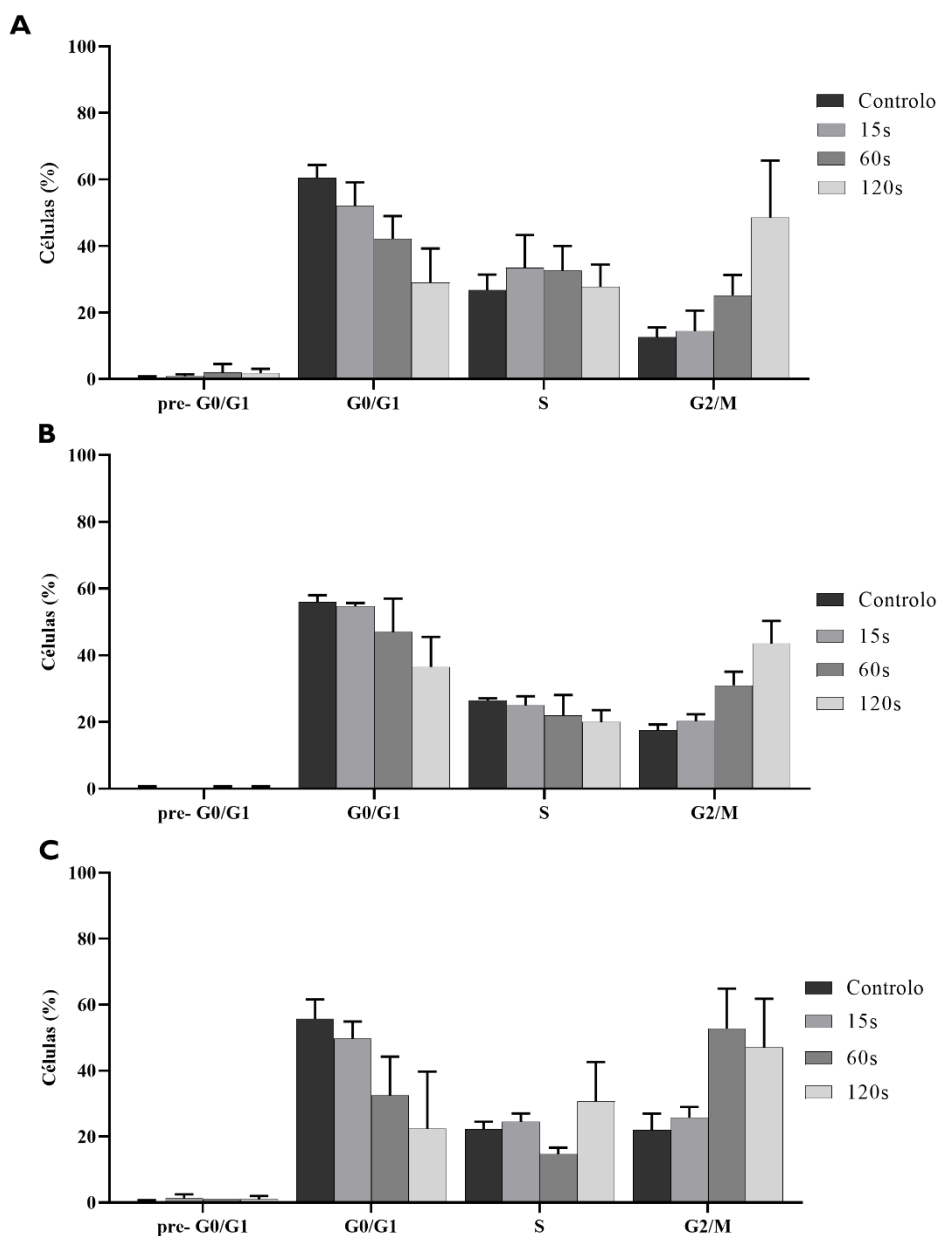 A
Células (%)
100
80
60
40
20
0
pre- G0/G1
G0/G1
S
G2/M
Controlo
15s
60s
120s
B
Células (%)
100
80
60
40
20
0
pre- G0/G1
G0/G1
S
G2/M
Controlo
15s
60s
120s
C
Células (%)
100
80
60
40
20
0
pre- G0/G1
G0/G1
S
G2/M
Controlo
15s
60s
120s